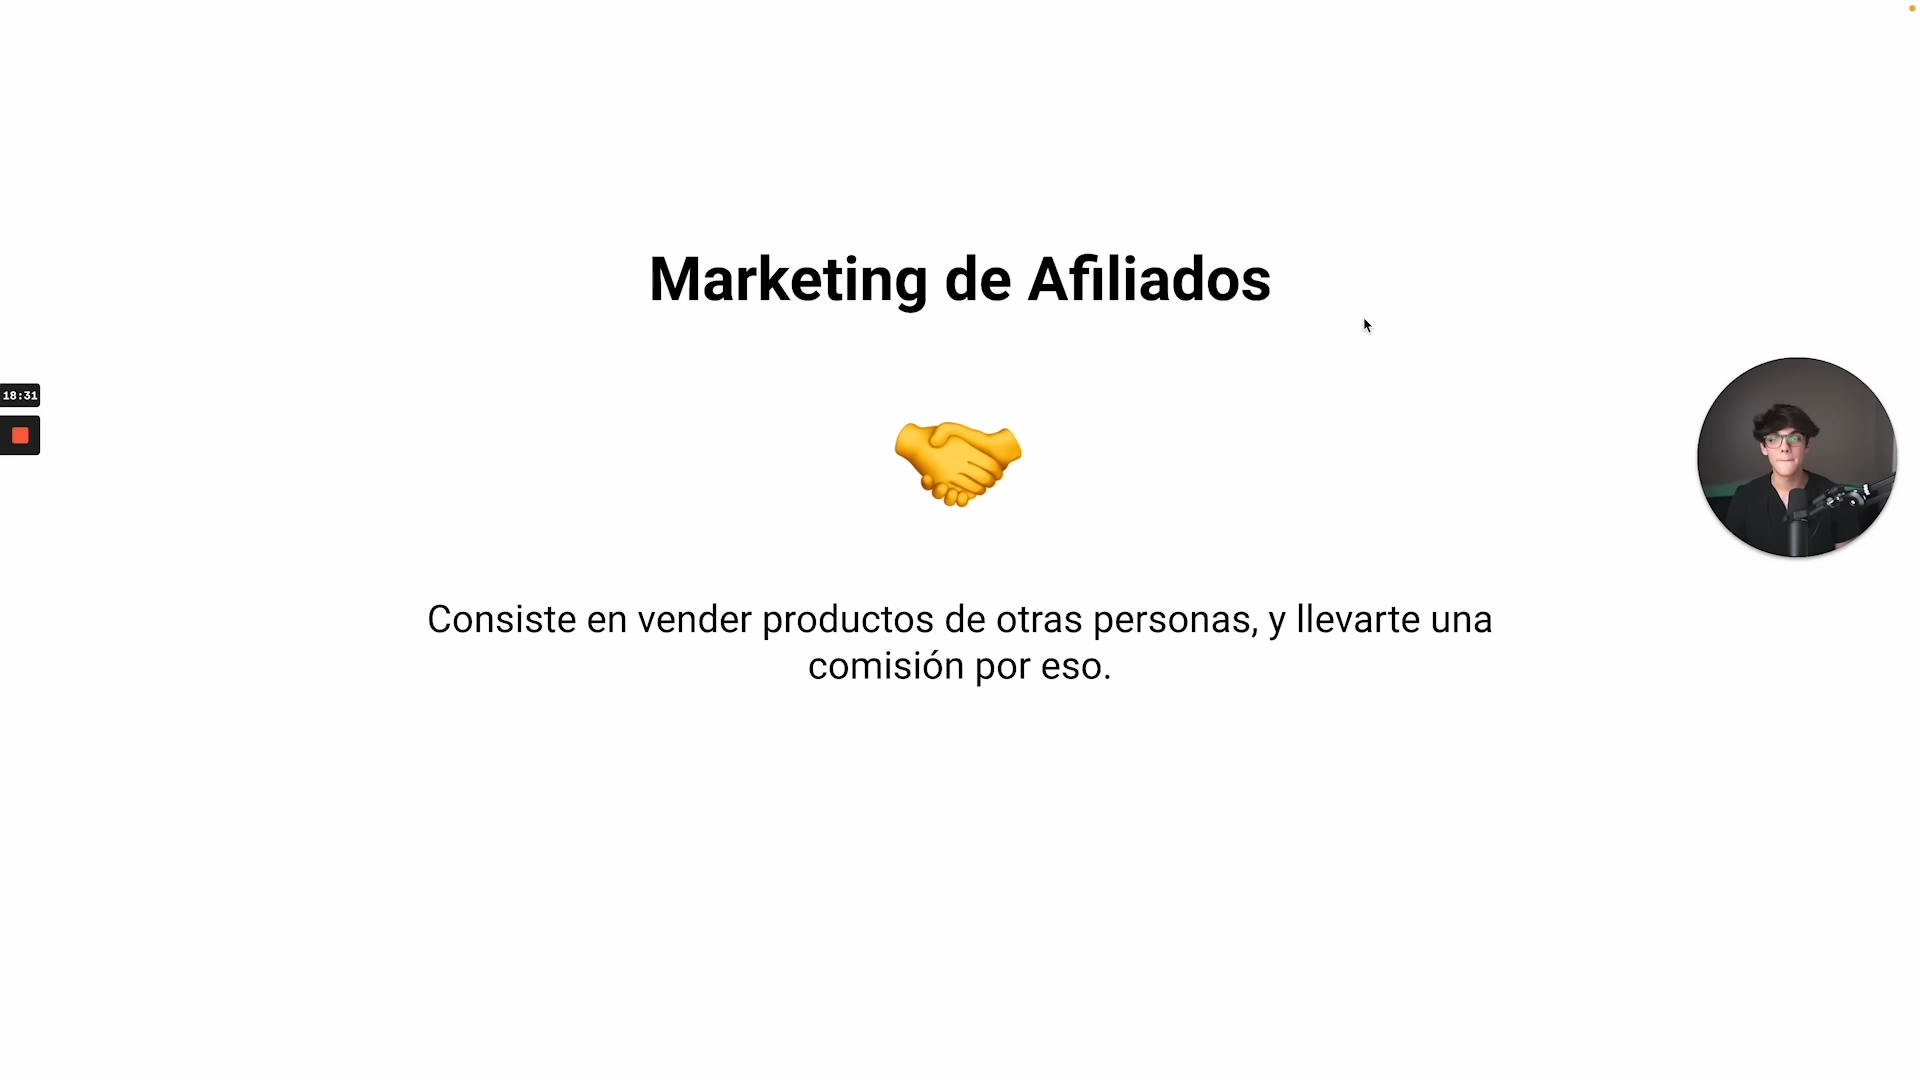 Marketing de Afiliados
18:31
Consiste en vender productos de otras personas, y llevarte una
comisión por eso.